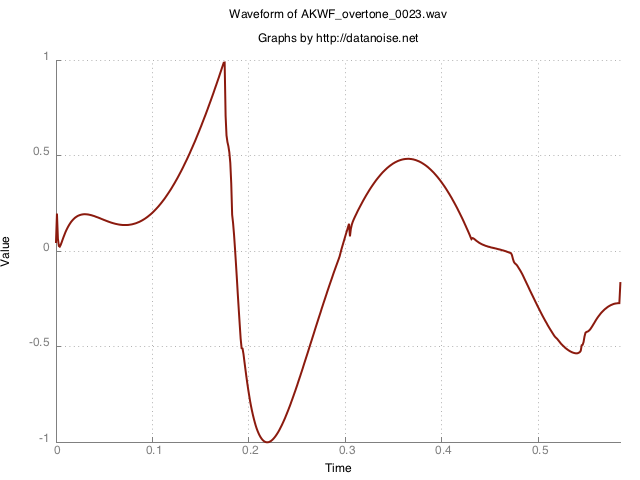 Waveform of AKWF_overtone_0023.wav
Graphs by http://datanoise.net
1
0.5
0
-0.5
-1
Value
0 0.1 0.2 0.3 0.4 0.5
Time